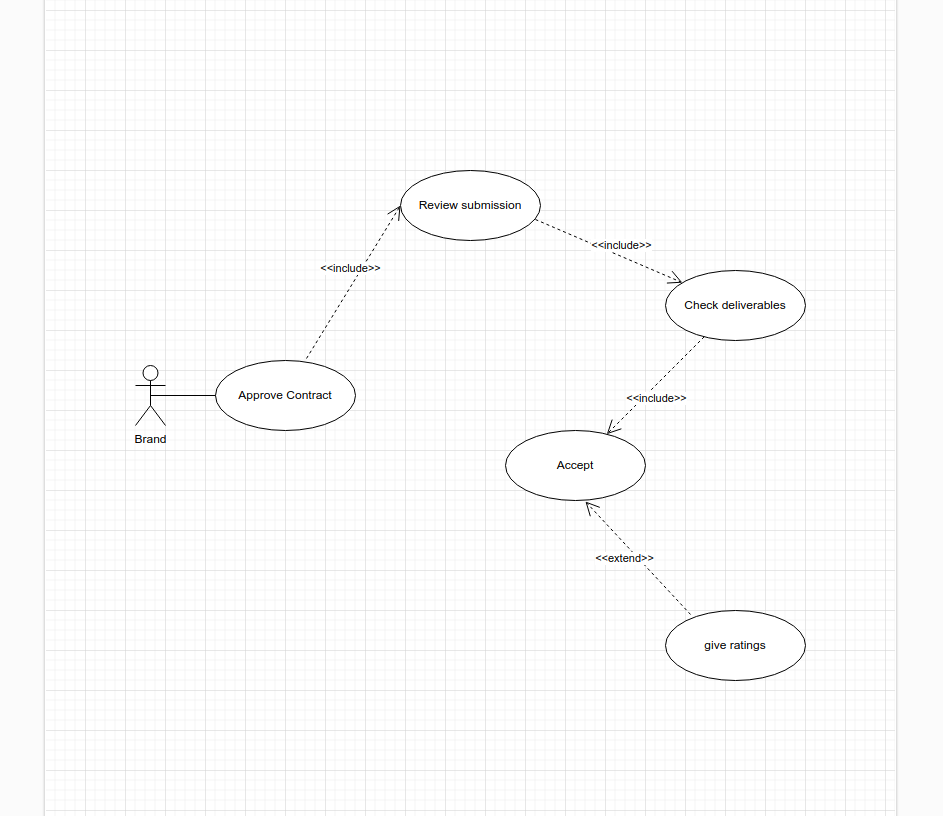 Review submission
<<include>>
<<include>>
Check deliverables
Approve Contract
Brand
<<include>>
Accept
<<extend>>
give ratings